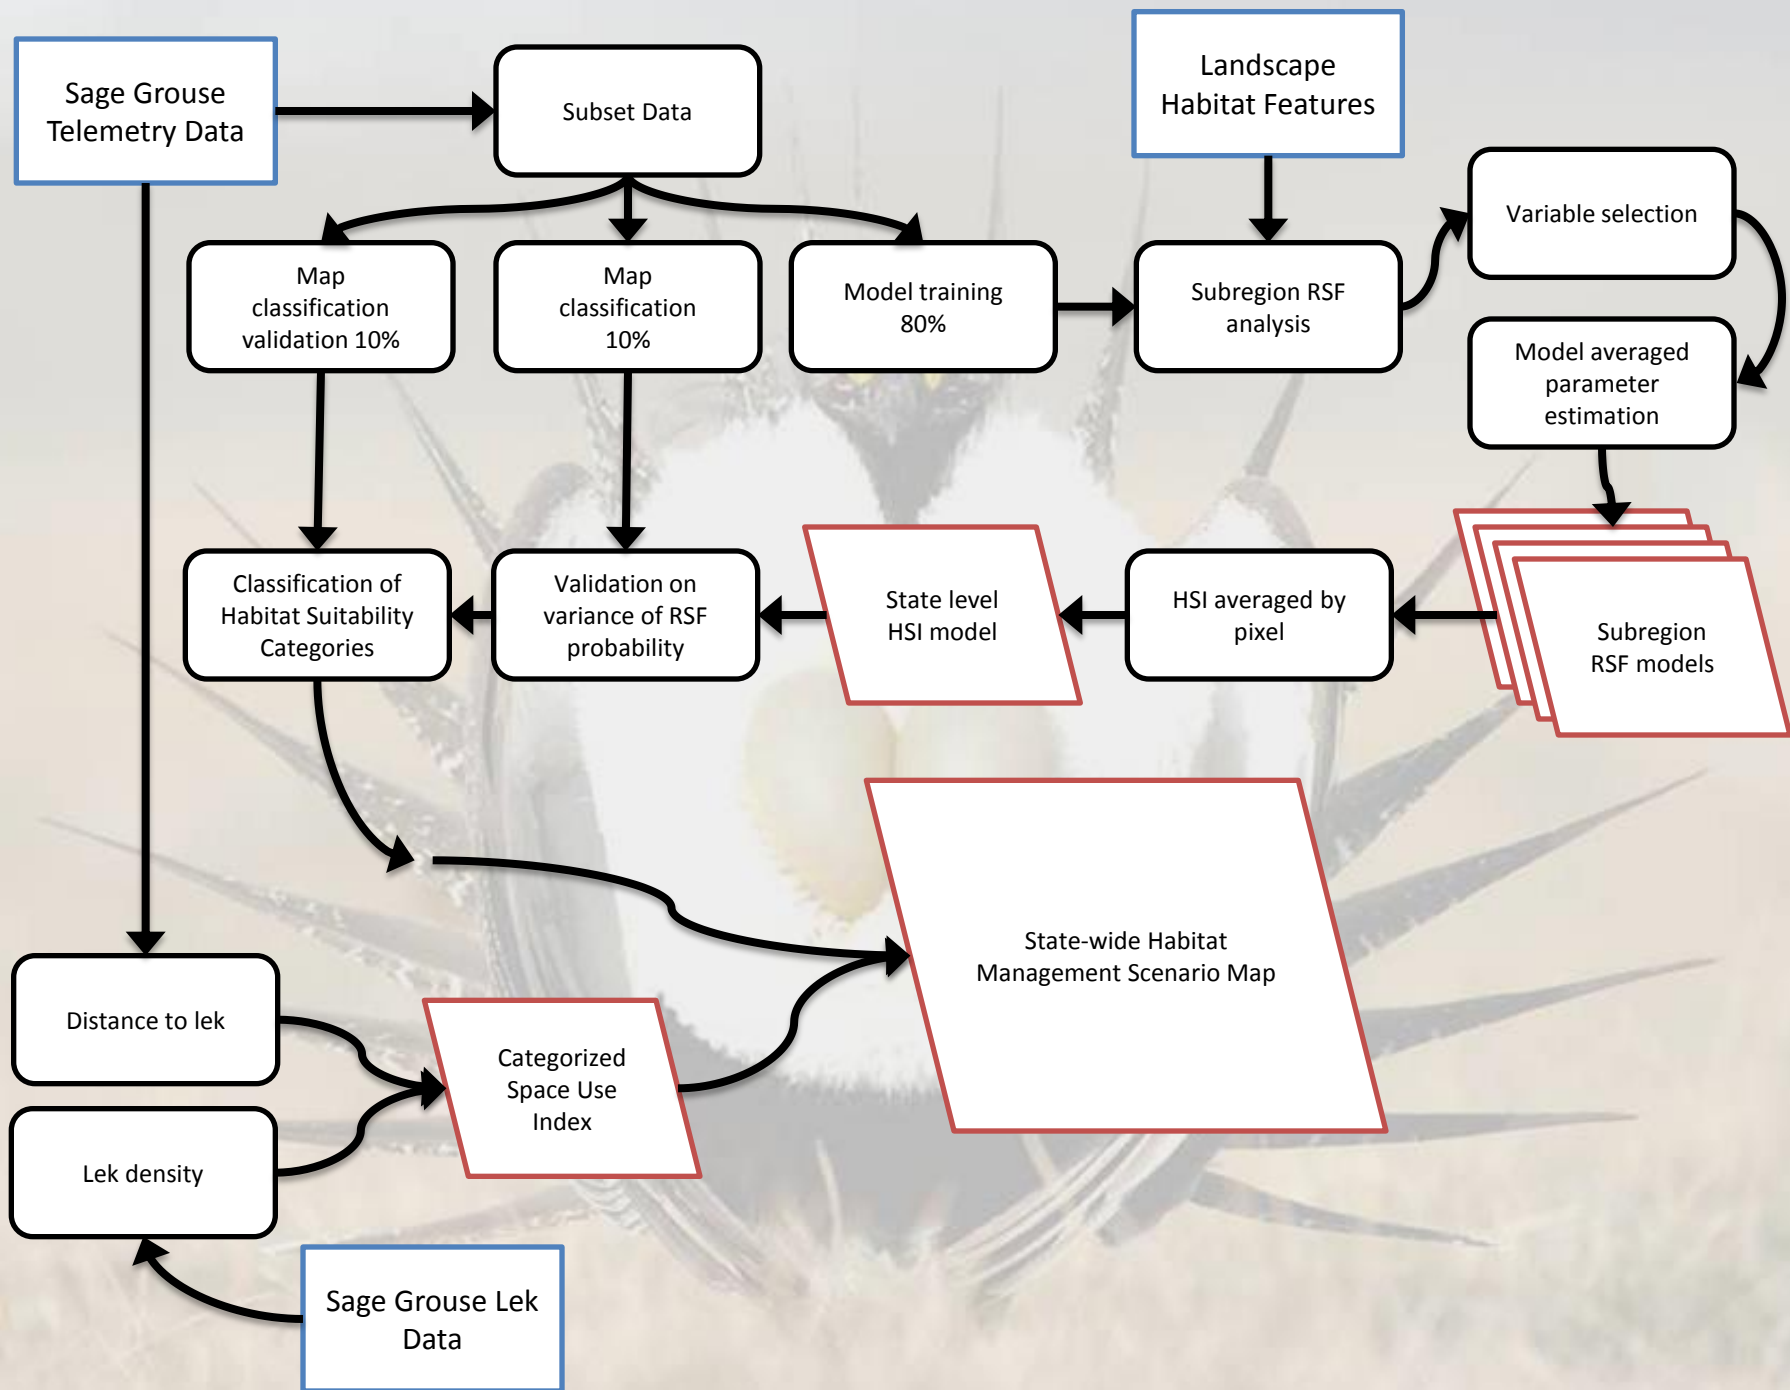 Sage Grouse
Telemetry Data
Subset Data
Landscape
Habitat Features
Variable selection
Map
classification
validation 10%
Map
classification
10%
Model training
80%
Subregion RSF
analysis
Model averaged
parameter
estimation
Classification of
Habitat Suitability
Categories
Validation on
variance of RSF
probability
State level
HSI model
HSI averaged by
pixel
Subregion
RSF models
State-wide Habitat
Management Scenario Map
Distance to lek
Categorized
Space Use
Index
Lek density
Sage Grouse Lek
Data